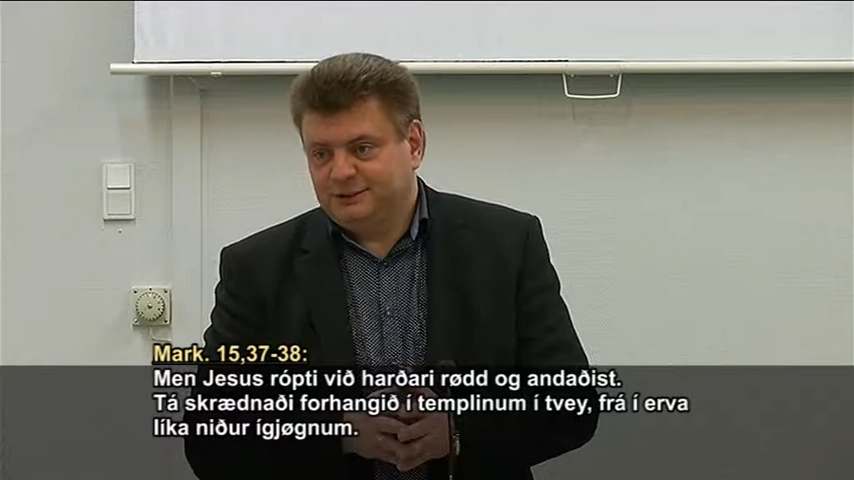 Mark. 15,37-38:
Men Jesus rópti við harðari rødd og andaðist.
Tá skrædnaði forhangið í templinum í tvey, frá í erva
líka niður ígjøgnum.